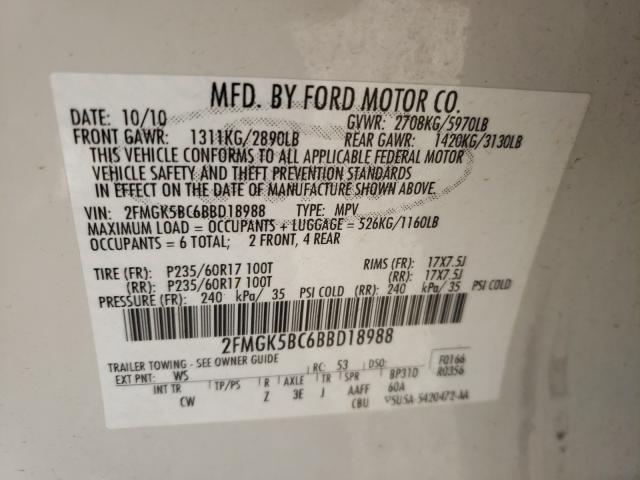 MFD. BY FORD MOTOR CO.
DATE: 10/10 GVWR: 2708KG/5970LB
FRONT GAWR: 1311KG/2890LB REAR GAWR: 1420KG/3130LB
THIS VEHICLE CONFORMS TO ALL APPLICABLE FEDERAL MOTOR
VEHICLE SAFETY AND THEFT PREVENTION STANDARDS
IN EFFECT ON THE DATE OF MANUFACTURE SHOWN ABOVE.
VIN: 2FMGK5BC6BBD18988 TYPE: MPV
MAXIMUM LOAD = OCCUPANTS + LUGGAGE = 526KG/1160LB
OCCUPANTS = 6 TOTAL; 2 FRONT, 4 REAR
TIRE (FR): P235/60R17 100T RIMS (FR): 17X7.5J
(RR): P235/60R17 100T (RR): 17X7.5J
PRESSURE (FR): 240 kPa/ 35 PSI COLD (RR): 240 kPa/ 35 PSI COLD
2FMGK5BC6BBD18988
TRAILER TOWING - SEE OWNER GUIDE
EXT PNT: WS RC: 53 DSO: BP31D F0166 R0356
INT TR TP/PS R AXLE TR SPR
CW Z 3E J AAFF 60A
CBU 5U5A-5420472-AA